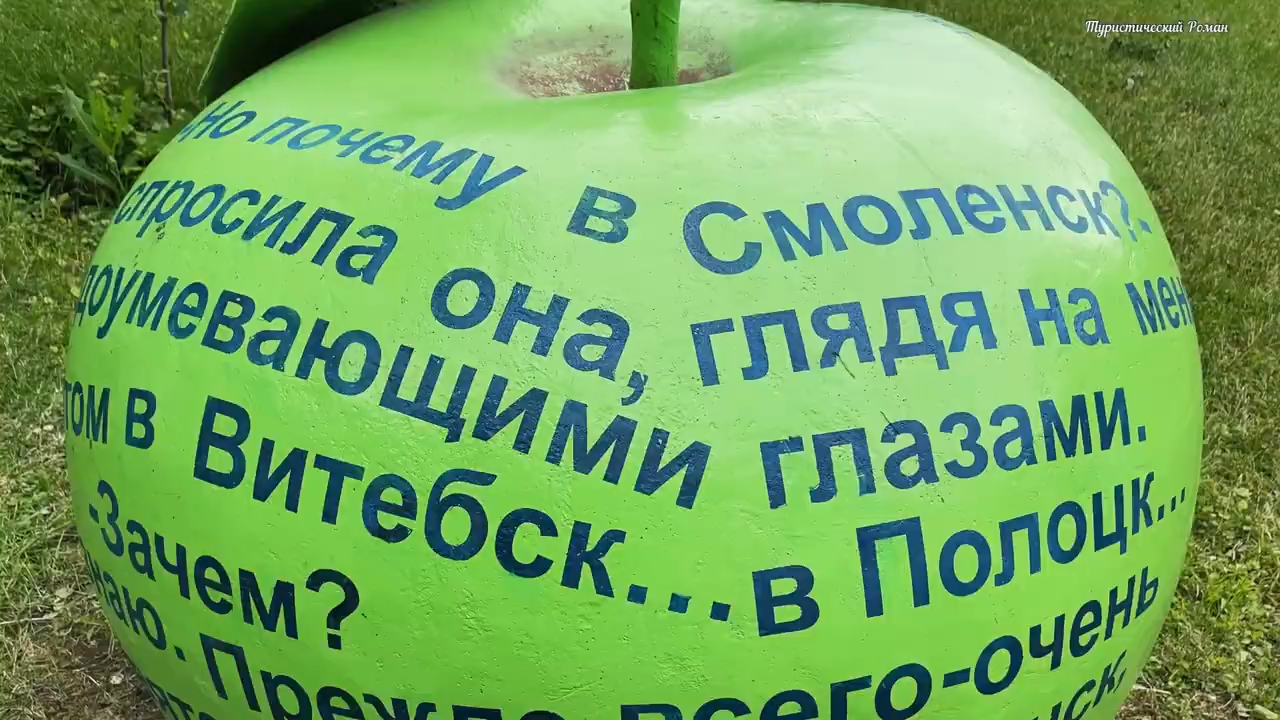 Туристический Роман
-Но почему в Смоленск?-
спросила она, глядя на мен
доумевающими глазами.
том в Витебск....в Полоцк...
-Зачем?
наю. Прежде всего-очень
нск,